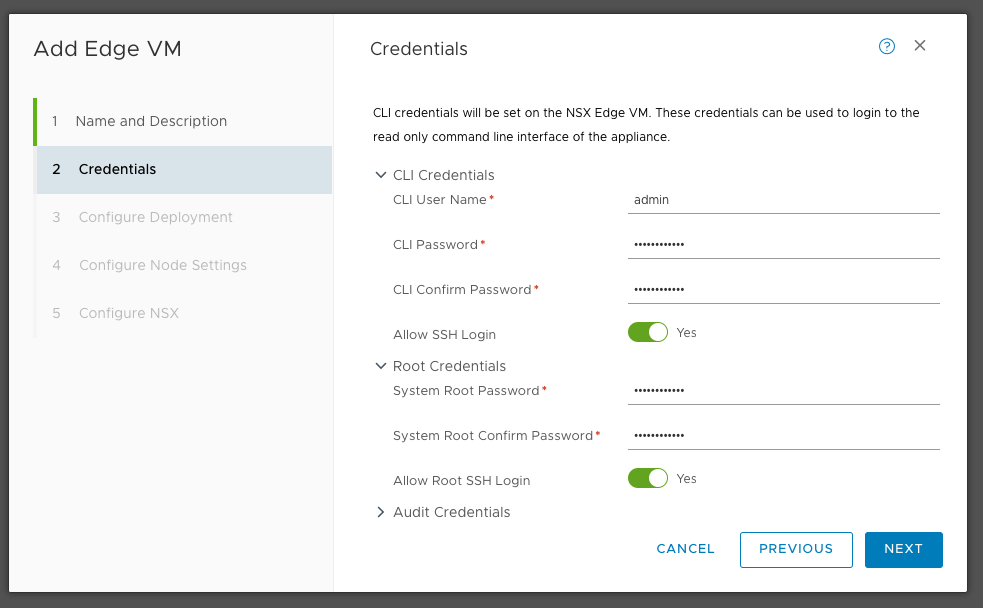 Add Edge VM
1 Name and Description
2 Credentials
3 Configure Deployment
4 Configure Node Settings
5 Configure NSX
Credentials
?
CLI credentials will be set on the NSX Edge VM. These credentials can be used to login to the
read only command line interface of the appliance.
CLI Credentials
CLI User Name* admin
CLI Password* ••••••••••••
CLI Confirm Password* ••••••••••••
Allow SSH Login Yes
Root Credentials
System Root Password* ••••••••••••
System Root Confirm Password* ••••••••••••
Allow Root SSH Login Yes
Audit Credentials
CANCEL PREVIOUS NEXT